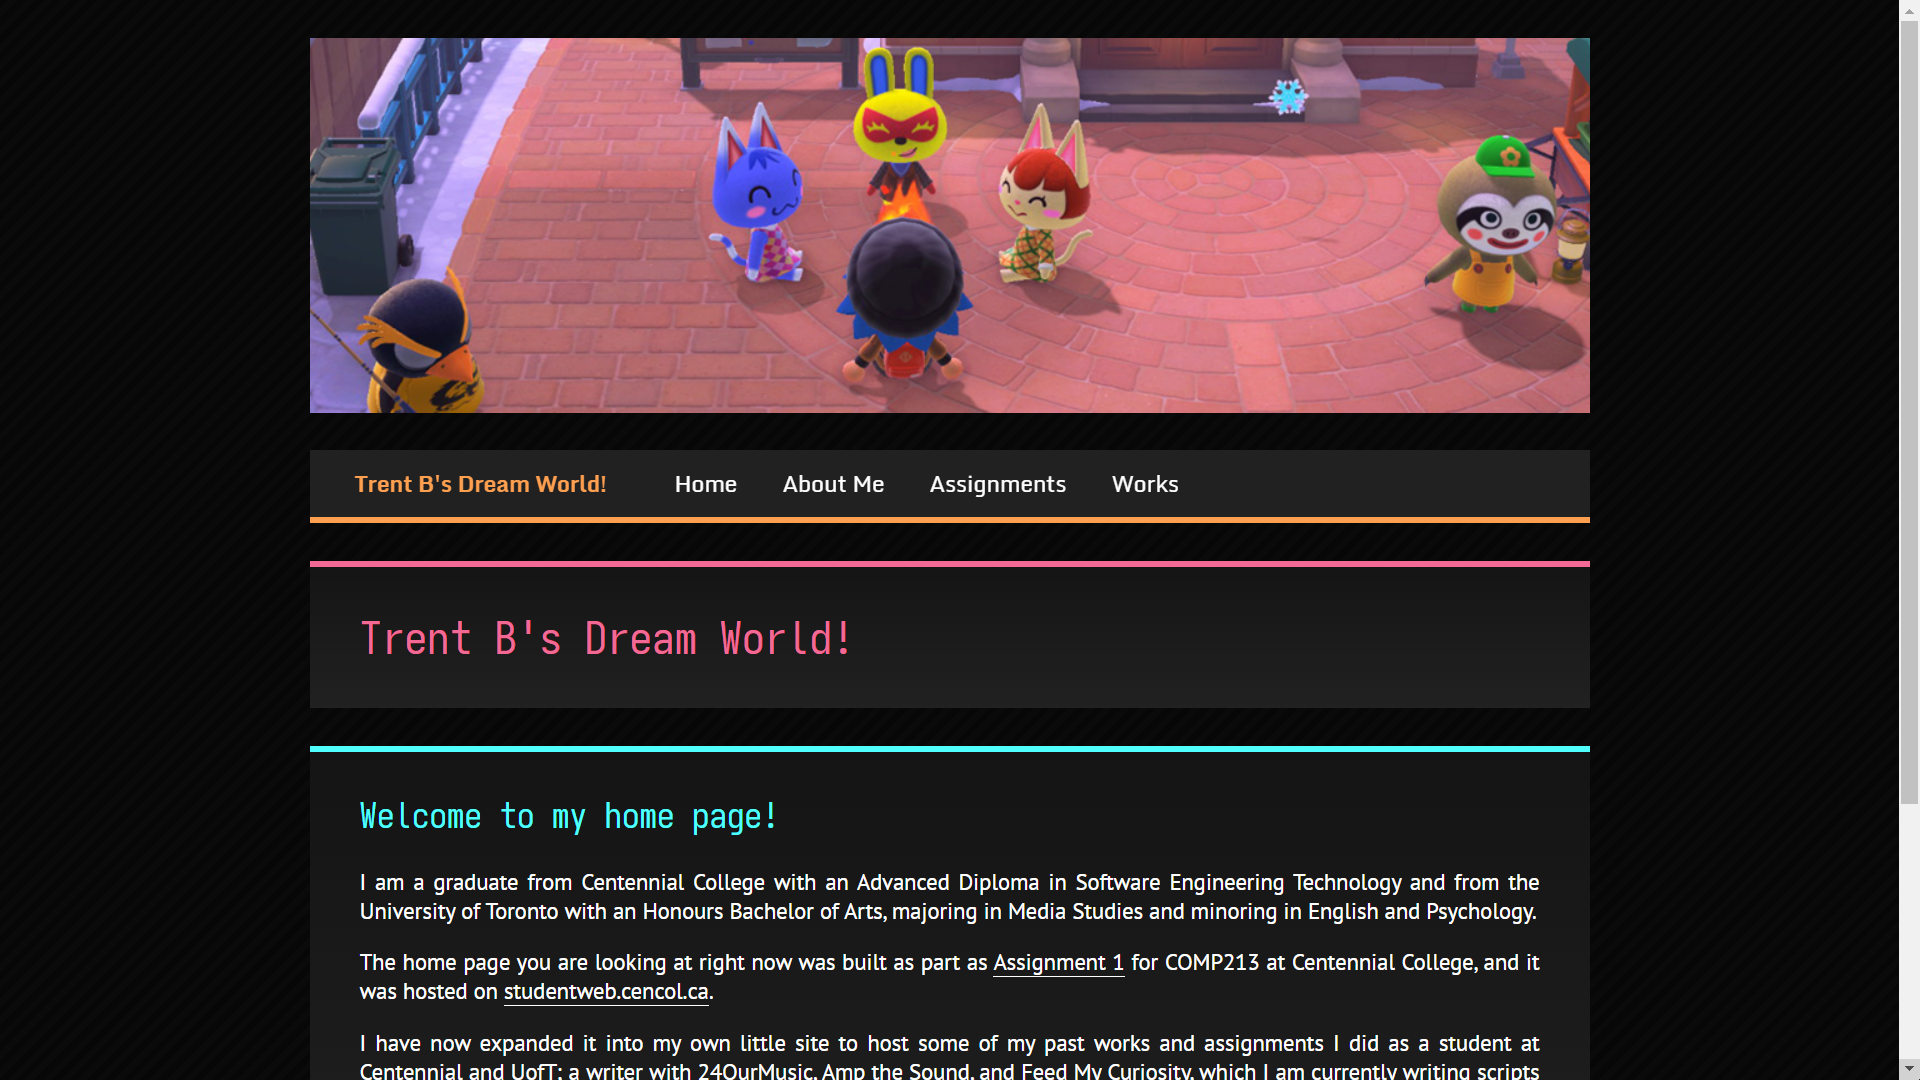 Trent B's Dream World! Home About Me Assignments Works
Trent B's Dream World!
Welcome to my home page!
I am a graduate from Centennial College with an Advanced Diploma in Software Engineering Technology and from the
University of Toronto with an Honours Bachelor of Arts, majoring in Media Studies and minoring in English and Psychology.
The home page you are looking at right now was built as part as Assignment 1 for COMP213 at Centennial College, and it
was hosted on studentweb.cencol.ca.
I have now expanded it into my own little site to host some of my past works and assignments I did as a student at
Centennial and UofT; a writer with 24OurMusic, Amp the Sound, and Feed My Curiosity, which I am currently writing scripts